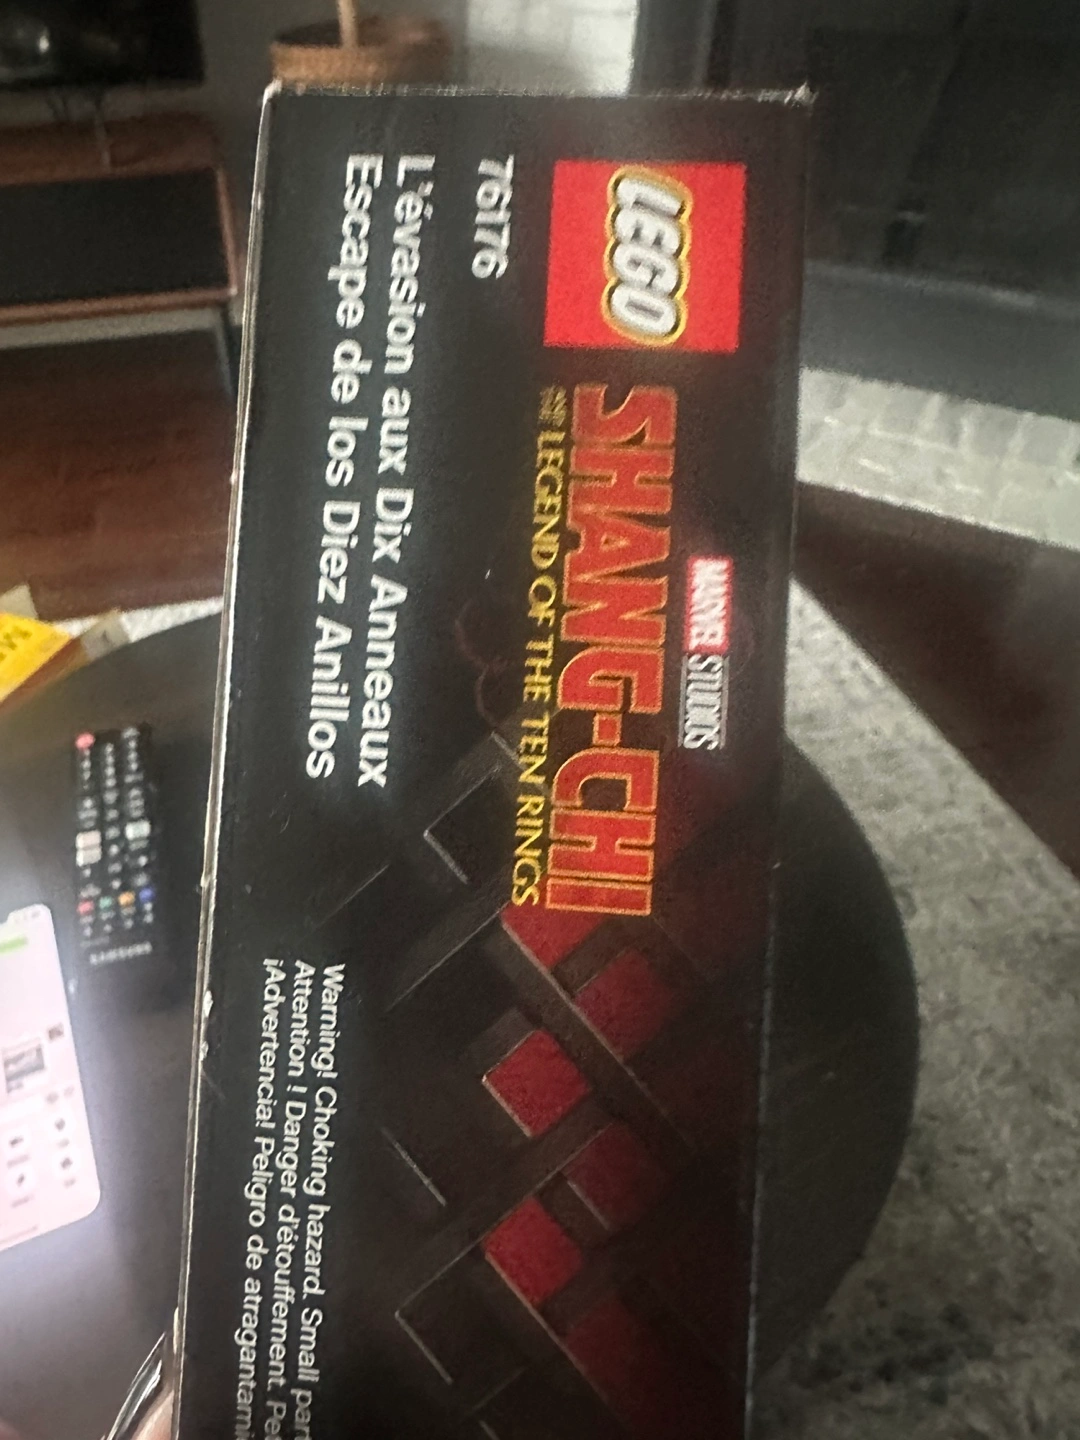 LEGO
MARVEL STUDIOS
SHANG-CHI
AND THE LEGEND OF THE TEN RINGS
76176
L'évasion aux Dix Anneaux
Escape de los Diez Anillos
Warning! Choking hazard. Small
Attention ! Danger d'étouffement.
¡Advertencia! Peligro de
SAMSUNG